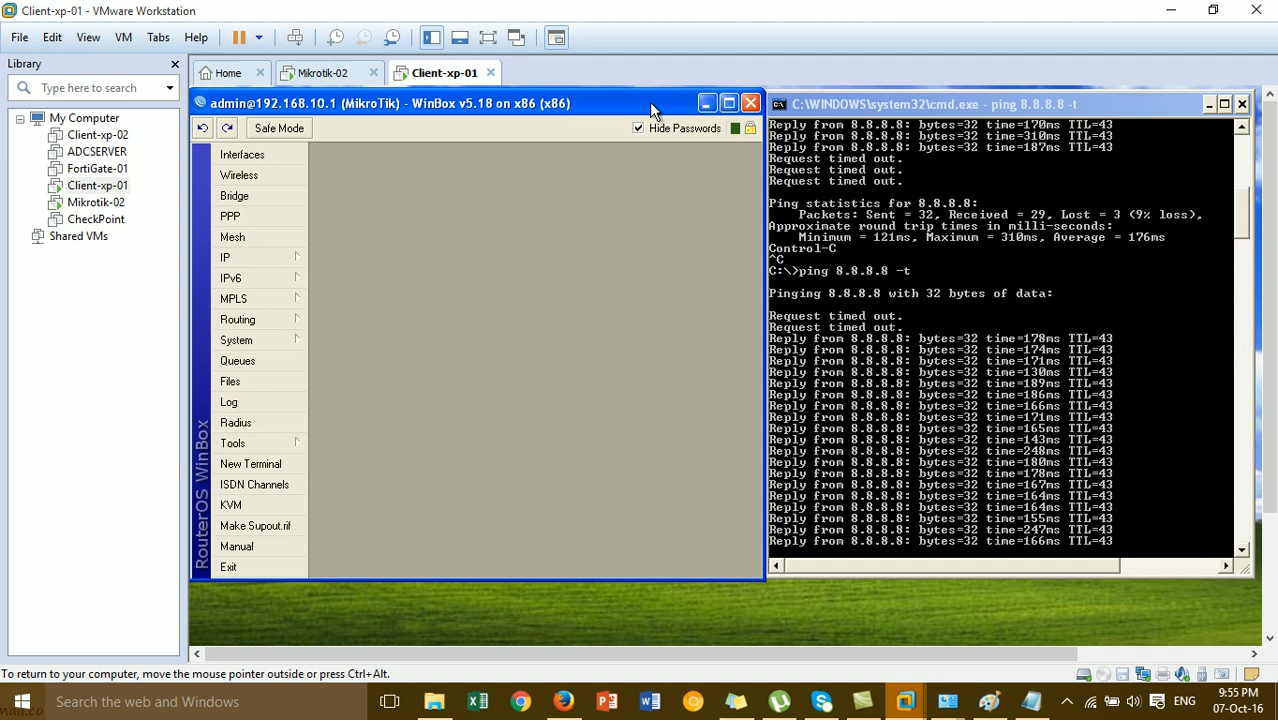 Client-xp-01 - VMware Workstation
File Edit View VM Tabs Help
Library
Type here to search
My Computer
Client-xp-02
ADCSERVER
FortiGate-01
Client-xp-01
Mikrotik-02
CheckPoint
Shared VMs
Home Mikrotik-02 Client-xp-01
admin@192.168.10.1 (MikroTik) - WinBox v5.18 on x86 (x86)
Safe Mode
Hide Passwords
Interfaces
Wireless
Bridge
PPP
Mesh
IP
IPv6
MPLS
Routing
System
Queues
Files
Log
Radius
Tools
New Terminal
ISDN Channels
KVM
Make Supout.rif
Manual
Exit
RouterOS WinBox
C:\WINDOWS\system32\cmd.exe - ping 8.8.8.8 -t
Reply from 8.8.8.8: bytes=32 time=170ms TTL=43
Reply from 8.8.8.8: bytes=32 time=310ms TTL=43
Reply from 8.8.8.8: bytes=32 time=187ms TTL=43
Request timed out.
Request timed out.
Request timed out.
Ping statistics for 8.8.8.8:
Packets: Sent = 32, Received = 29, Lost = 3 (9% loss),
Approximate round trip times in milli-seconds:
Minimum = 121ms, Maximum = 310ms, Average = 176ms
Control-C
^C
C:\>ping 8.8.8.8 -t
Pinging 8.8.8.8 with 32 bytes of data:
Request timed out.
Request timed out.
Reply from 8.8.8.8: bytes=32 time=178ms TTL=43
Reply from 8.8.8.8: bytes=32 time=174ms TTL=43
Reply from 8.8.8.8: bytes=32 time=171ms TTL=43
Reply from 8.8.8.8: bytes=32 time=130ms TTL=43
Reply from 8.8.8.8: bytes=32 time=189ms TTL=43
Reply from 8.8.8.8: bytes=32 time=186ms TTL=43
Reply from 8.8.8.8: bytes=32 time=166ms TTL=43
Reply from 8.8.8.8: bytes=32 time=171ms TTL=43
Reply from 8.8.8.8: bytes=32 time=165ms TTL=43
Reply from 8.8.8.8: bytes=32 time=143ms TTL=43
Reply from 8.8.8.8: bytes=32 time=248ms TTL=43
Reply from 8.8.8.8: bytes=32 time=180ms TTL=43
Reply from 8.8.8.8: bytes=32 time=178ms TTL=43
Reply from 8.8.8.8: bytes=32 time=167ms TTL=43
Reply from 8.8.8.8: bytes=32 time=164ms TTL=43
Reply from 8.8.8.8: bytes=32 time=164ms TTL=43
Reply from 8.8.8.8: bytes=32 time=155ms TTL=43
Reply from 8.8.8.8: bytes=32 time=247ms TTL=43
Reply from 8.8.8.8: bytes=32 time=166ms TTL=43
To return to your computer, move the mouse pointer outside or press Ctrl+Alt.
Search the web and Windows
ENG
9:55 PM
07-Oct-16